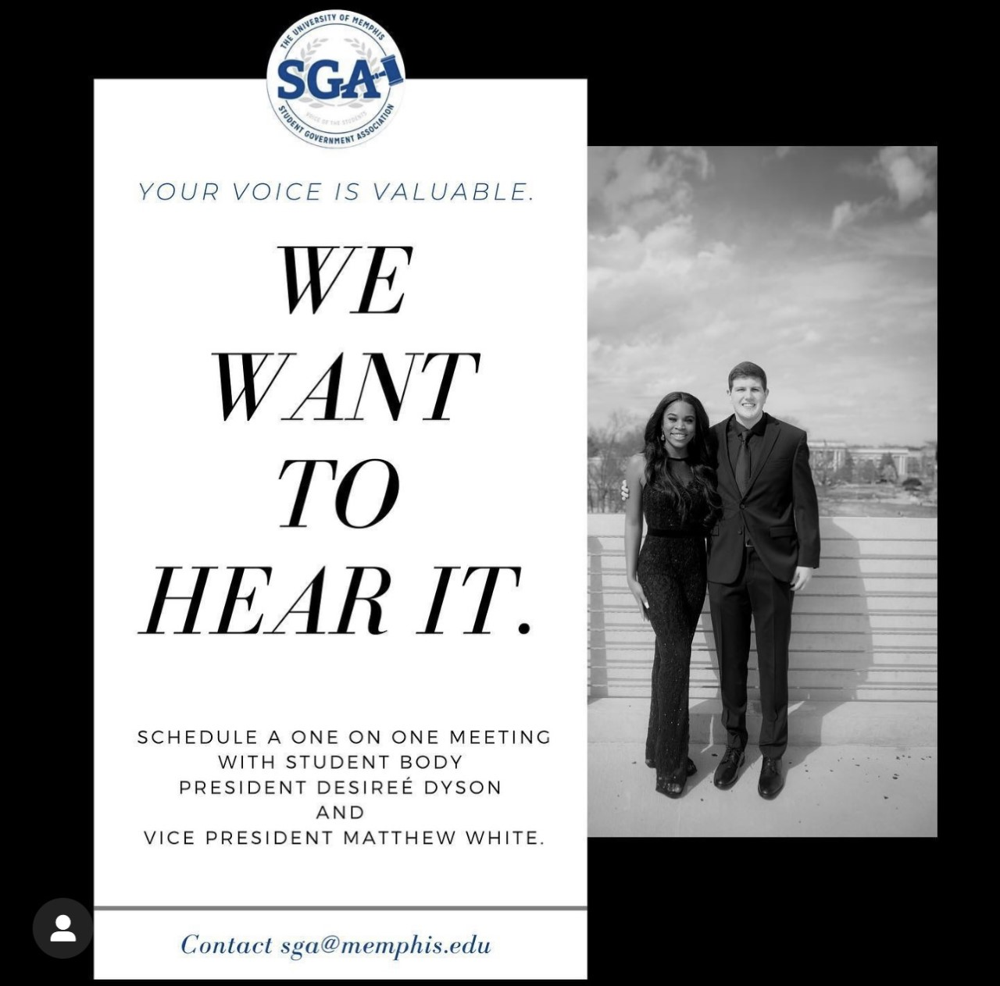 THE UNIVERSITY OF MEMPHIS
SGA
VOICE OF THE STUDENTS
STUDENT GOVERNMENT ASSOCIATION
YOUR VOICE IS VALUABLE.
WE
WANT
TO
HEAR IT.
SCHEDULE A ONE ON ONE MEETING
WITH STUDENT BODY
PRESIDENT DESIREÉ DYSON
AND
VICE PRESIDENT MATTHEW WHITE.
Contact sga@memphis.edu